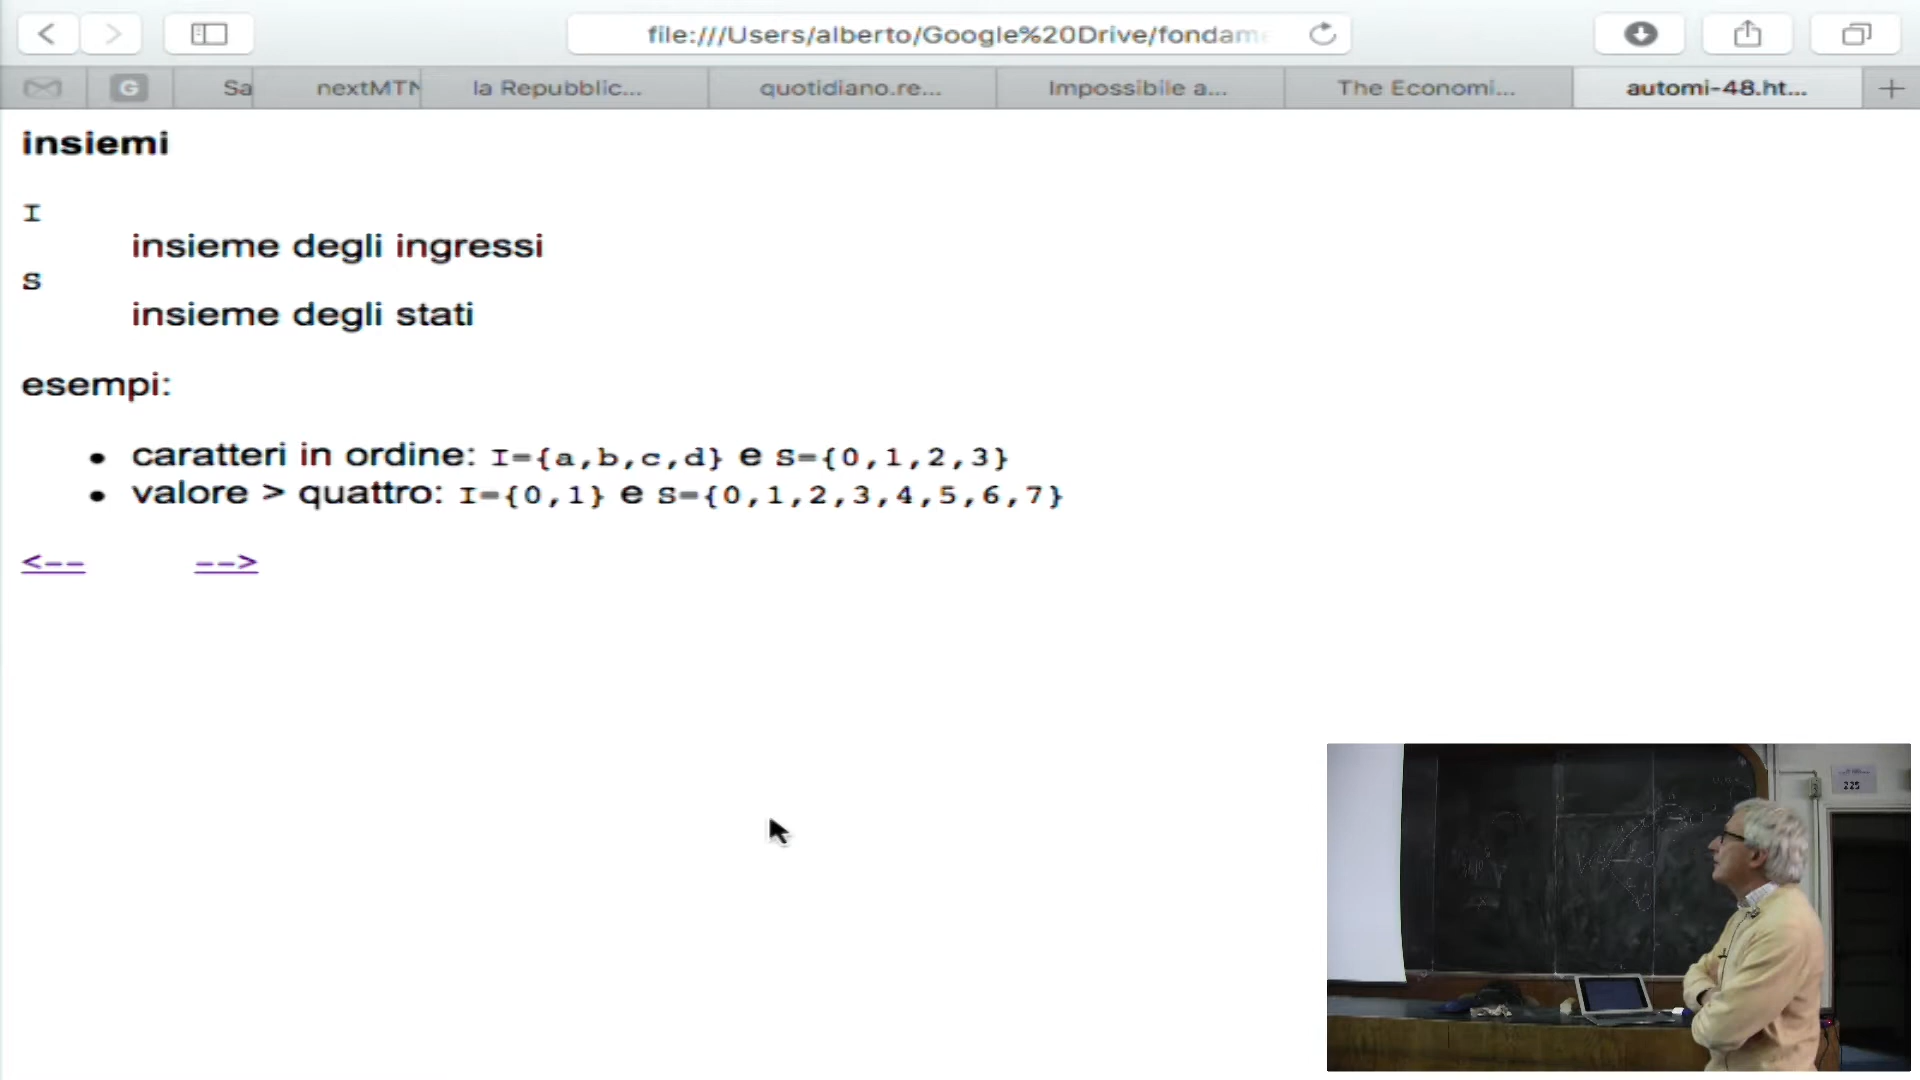 file:///Users/alberto/Google%20Drive/fondame
G
Sa
nextMTN
la Repubblic...
quotidiano.re...
Impossibile a...
The Economi...
automi-48.ht...
insiemi
I
insieme degli ingressi
S
insieme degli stati
esempi:
caratteri in ordine: I={a,b,c,d} e S={0,1,2,3}
valore > quattro: I={0,1} e S={0,1,2,3,4,5,6,7}
<-- -->
225